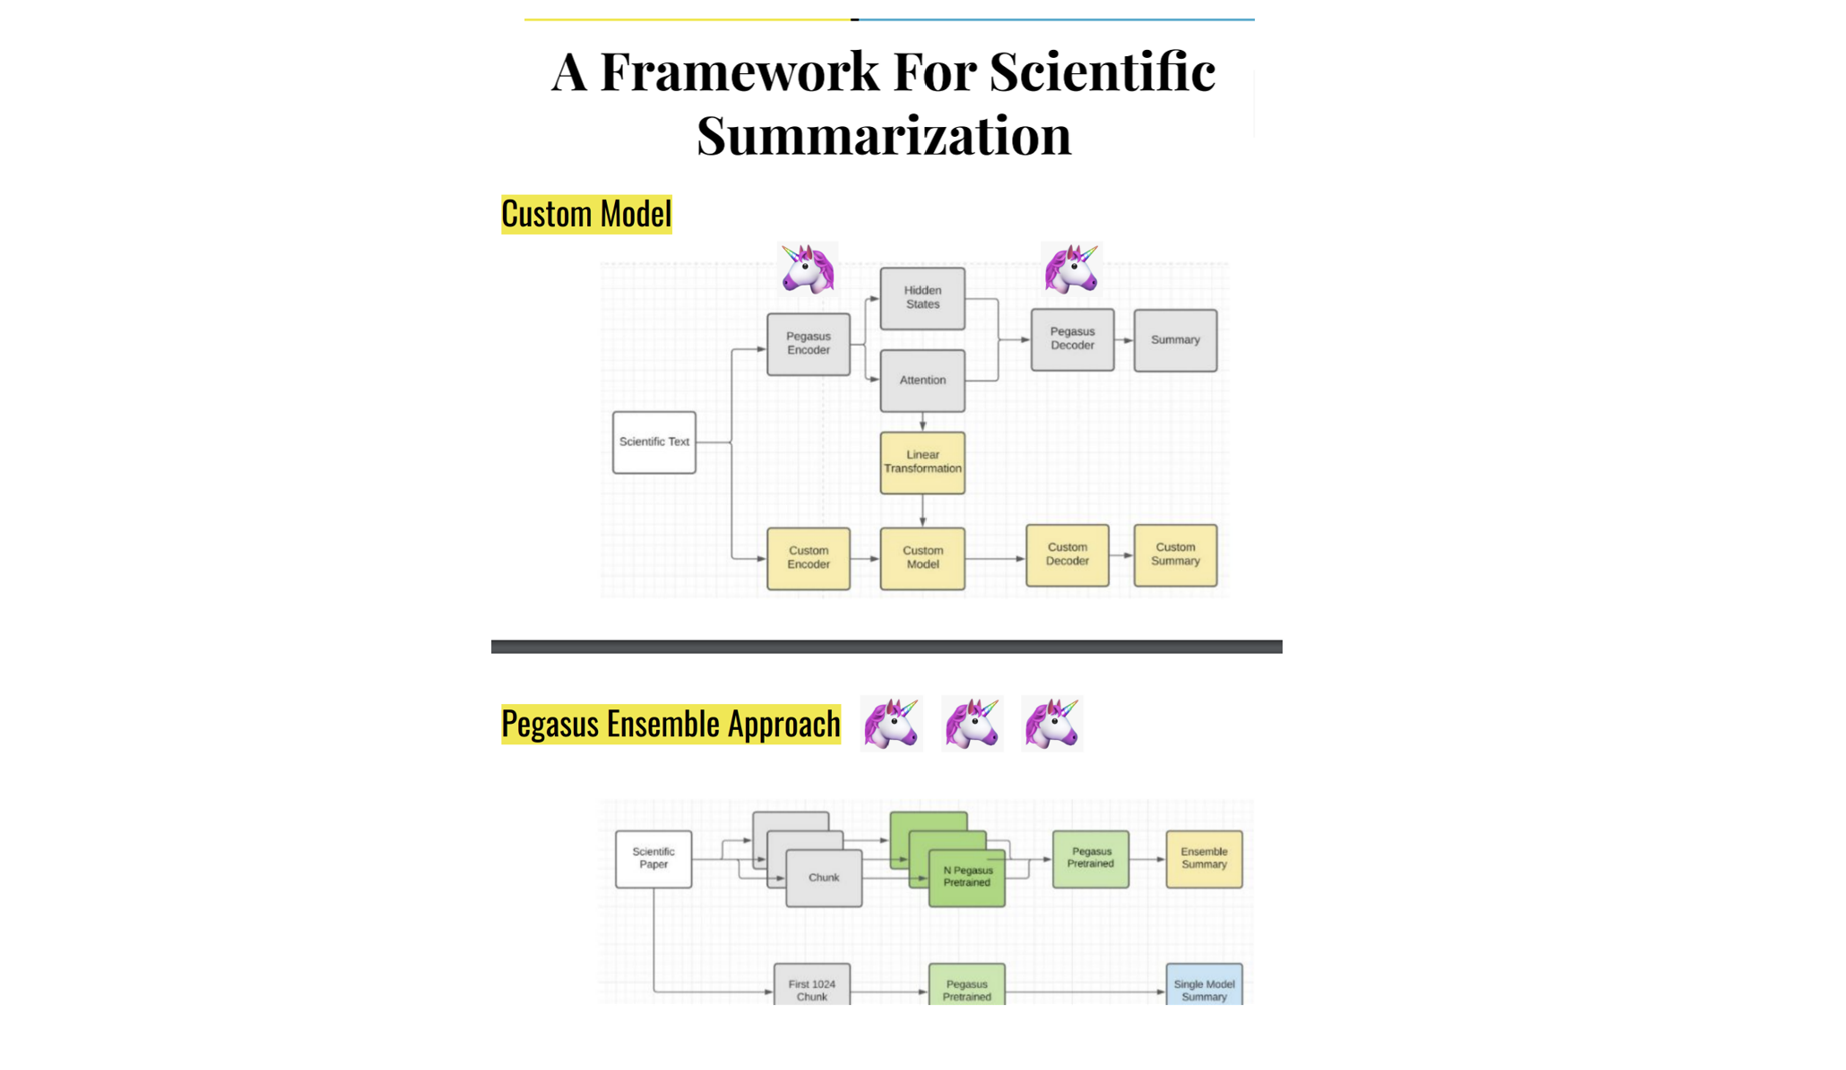 A Framework For Scientific
Summarization
Custom Model
Hidden
States
Pegasus
Encoder
Pegasus
Decoder
Summary
Attention
Scientific Text
Linear
Transformation
Custom
Encoder
Custom
Model
Custom
Decoder
Custom
Summary
Pegasus Ensemble Approach
Scientific
Paper
Chunk
N Pegasus
Pretrained
Pegasus
Pretrained
Ensemble
Summary
First 1024
Chunk
Pegasus
Pretrained
Single Model
Summary